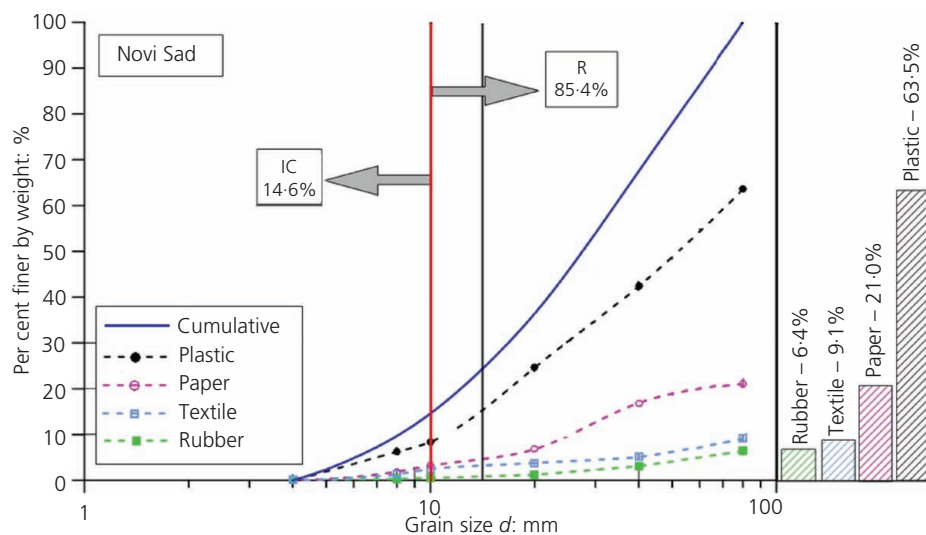 Novi Sad
R
85·4%
IC
14·6%
Per cent finer by weight: %
100
90
80
70
60
50
40
30
20
10
0
Cumulative
Plastic
Paper
Textile
Rubber
1
10
100
Grain size d: mm
Rubber – 6·4%
Textile – 9·1%
Paper – 21·0%
Plastic – 63·5%